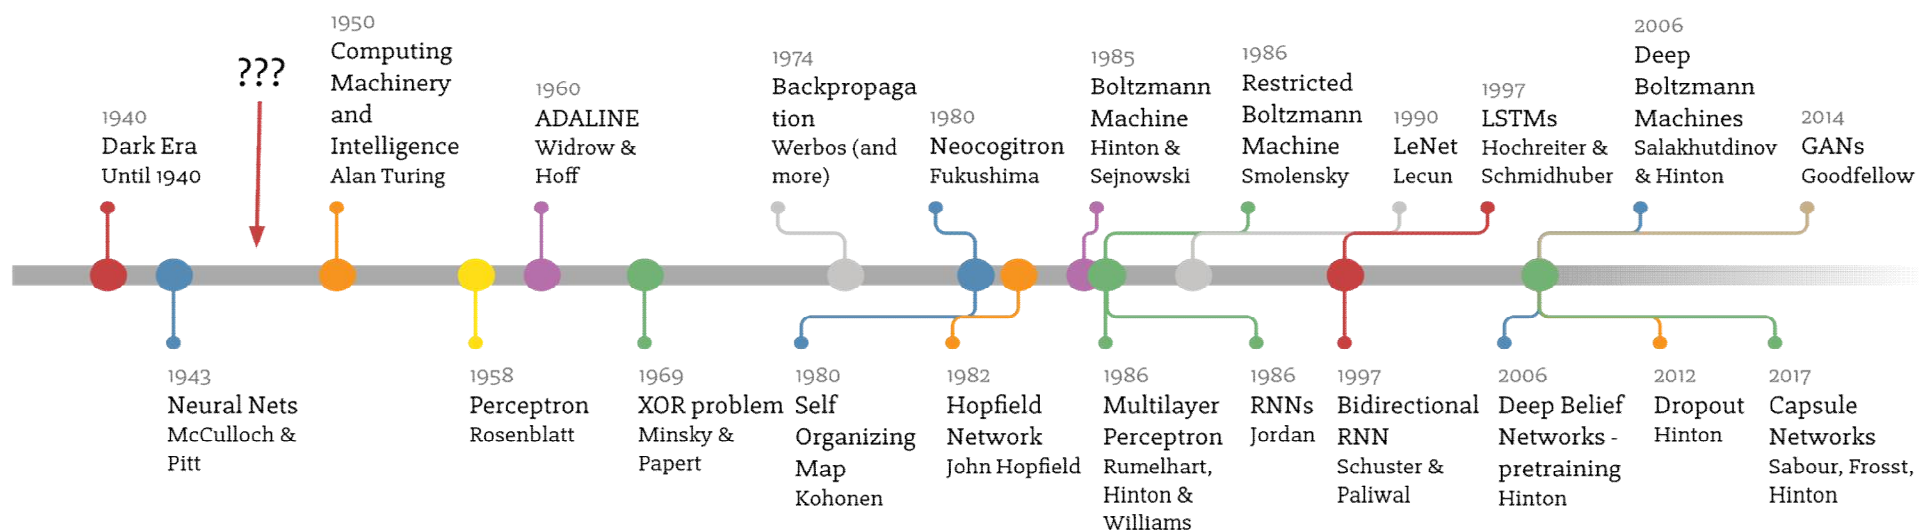 ???
1940
Dark Era
Until 1940
1943
Neural Nets
McCulloch &
Pitt
1950
Computing
Machinery
and
Intelligence
Alan Turing
1958
Perceptron
Rosenblatt
1960
ADALINE
Widrow &
Hoff
1969
XOR problem
Minsky &
Papert
1974
Backpropaga
tion
Werbos (and
more)
1980
Self
Organizing
Map
Kohonen
1980
Neocogitron
Fukushima
1982
Hopfield
Network
John Hopfield
1985
Boltzmann
Machine
Hinton &
Sejnowski
1986
Multilayer
Perceptron
Rumelhart,
Hinton &
Williams
1986
Restricted
Boltzmann
Machine
Smolensky
1986
RNNs
Jordan
1990
LeNet
Lecun
1997
Bidirectional
RNN
Schuster &
Paliwal
1997
LSTMs
Hochreiter &
Schmidhuber
2006
Deep Belief
Networks -
pretraining
Hinton
2006
Deep
Boltzmann
Machines
Salakhutdinov
& Hinton
2012
Dropout
Hinton
2014
GANs
Goodfellow
2017
Capsule
Networks
Sabour, Frosst,
Hinton